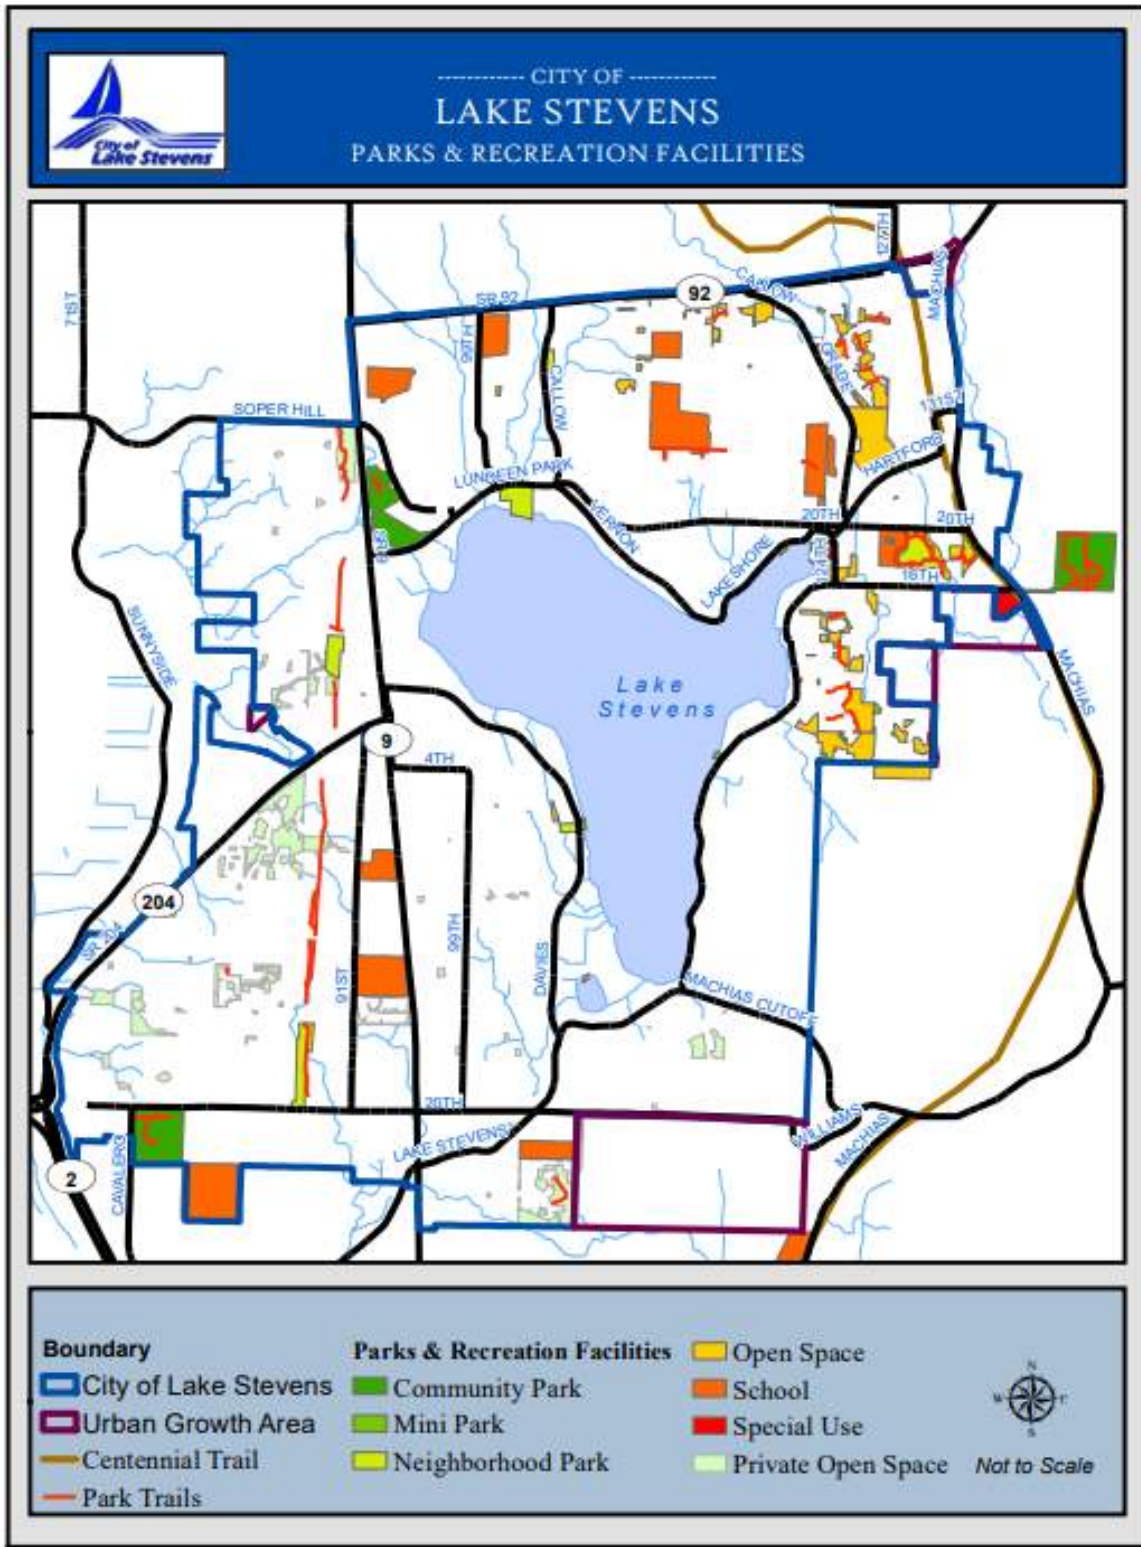 ------------ CITY OF ------------
LAKE STEVENS
PARKS & RECREATION FACILITIES
City of
Lake Stevens
127TH
MACHIAS
CALLOW
71ST
SR 92
92
99TH
CALLOW
GRADE
131ST
SOPER HILL
HARTFORD
LUNDEEN PARK
VERNON
20TH
20TH
SR9
LAKE SHORE
124TH
16TH
SUNNYSIDE
MACHIAS
Lake
Stevens
9
4TH
204
SR 204
99TH
91ST
DAVIES
MACHIAS CUTOFF
20TH
WILLIAMS
MACHIAS
LAKE STEVENS
CAVALERO
2
Boundary
City of Lake Stevens
Urban Growth Area
Centennial Trail
Park Trails
Parks & Recreation Facilities
Community Park
Mini Park
Neighborhood Park
Open Space
School
Special Use
Private Open Space
N
W
E
S
Not to Scale